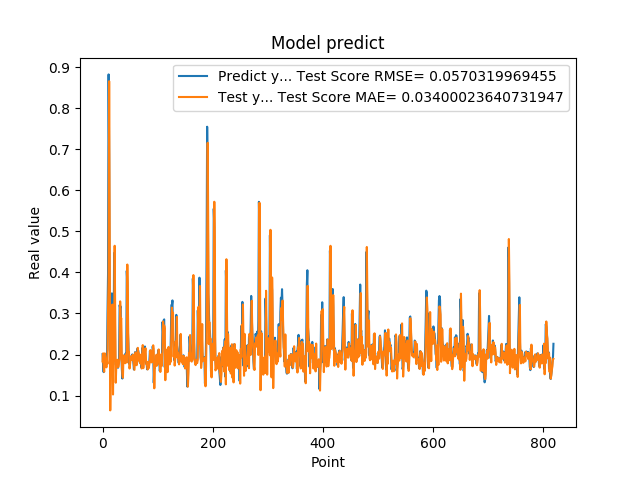 Model predict
Predict y... Test Score RMSE= 0.0570319969455
Test y... Test Score MAE= 0.03400023640731947
Real value
0.9
0.8
0.7
0.6
0.5
0.4
0.3
0.2
0.1
0 200 400 600 800
Point